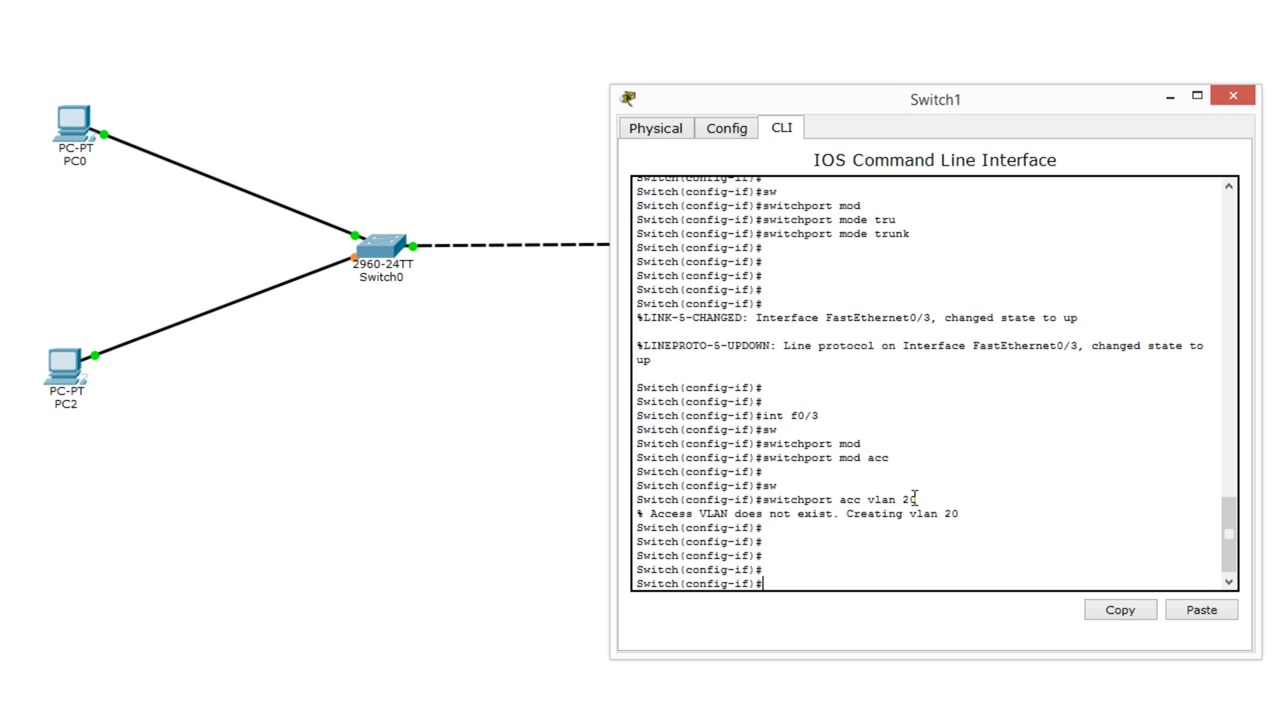 PC-PT
PC0
2960-24TT
Switch0
PC-PT
PC2
Switch1
Physical
Config
CLI
IOS Command Line Interface
Switch(config-if)#
Switch(config-if)#sw
Switch(config-if)#switchport mod
Switch(config-if)#switchport mode tru
Switch(config-if)#switchport mode trunk
Switch(config-if)#
Switch(config-if)#
Switch(config-if)#
Switch(config-if)#
Switch(config-if)#
%LINK-5-CHANGED: Interface FastEthernet0/3, changed state to up
%LINEPROTO-5-UPDOWN: Line protocol on Interface FastEthernet0/3, changed state to
up
Switch(config-if)#
Switch(config-if)#
Switch(config-if)#int f0/3
Switch(config-if)#sw
Switch(config-if)#switchport mod
Switch(config-if)#switchport mod acc
Switch(config-if)#
Switch(config-if)#sw
Switch(config-if)#switchport acc vlan 20
% Access VLAN does not exist. Creating vlan 20
Switch(config-if)#
Switch(config-if)#
Switch(config-if)#
Switch(config-if)#
Switch(config-if)#
Copy
Paste